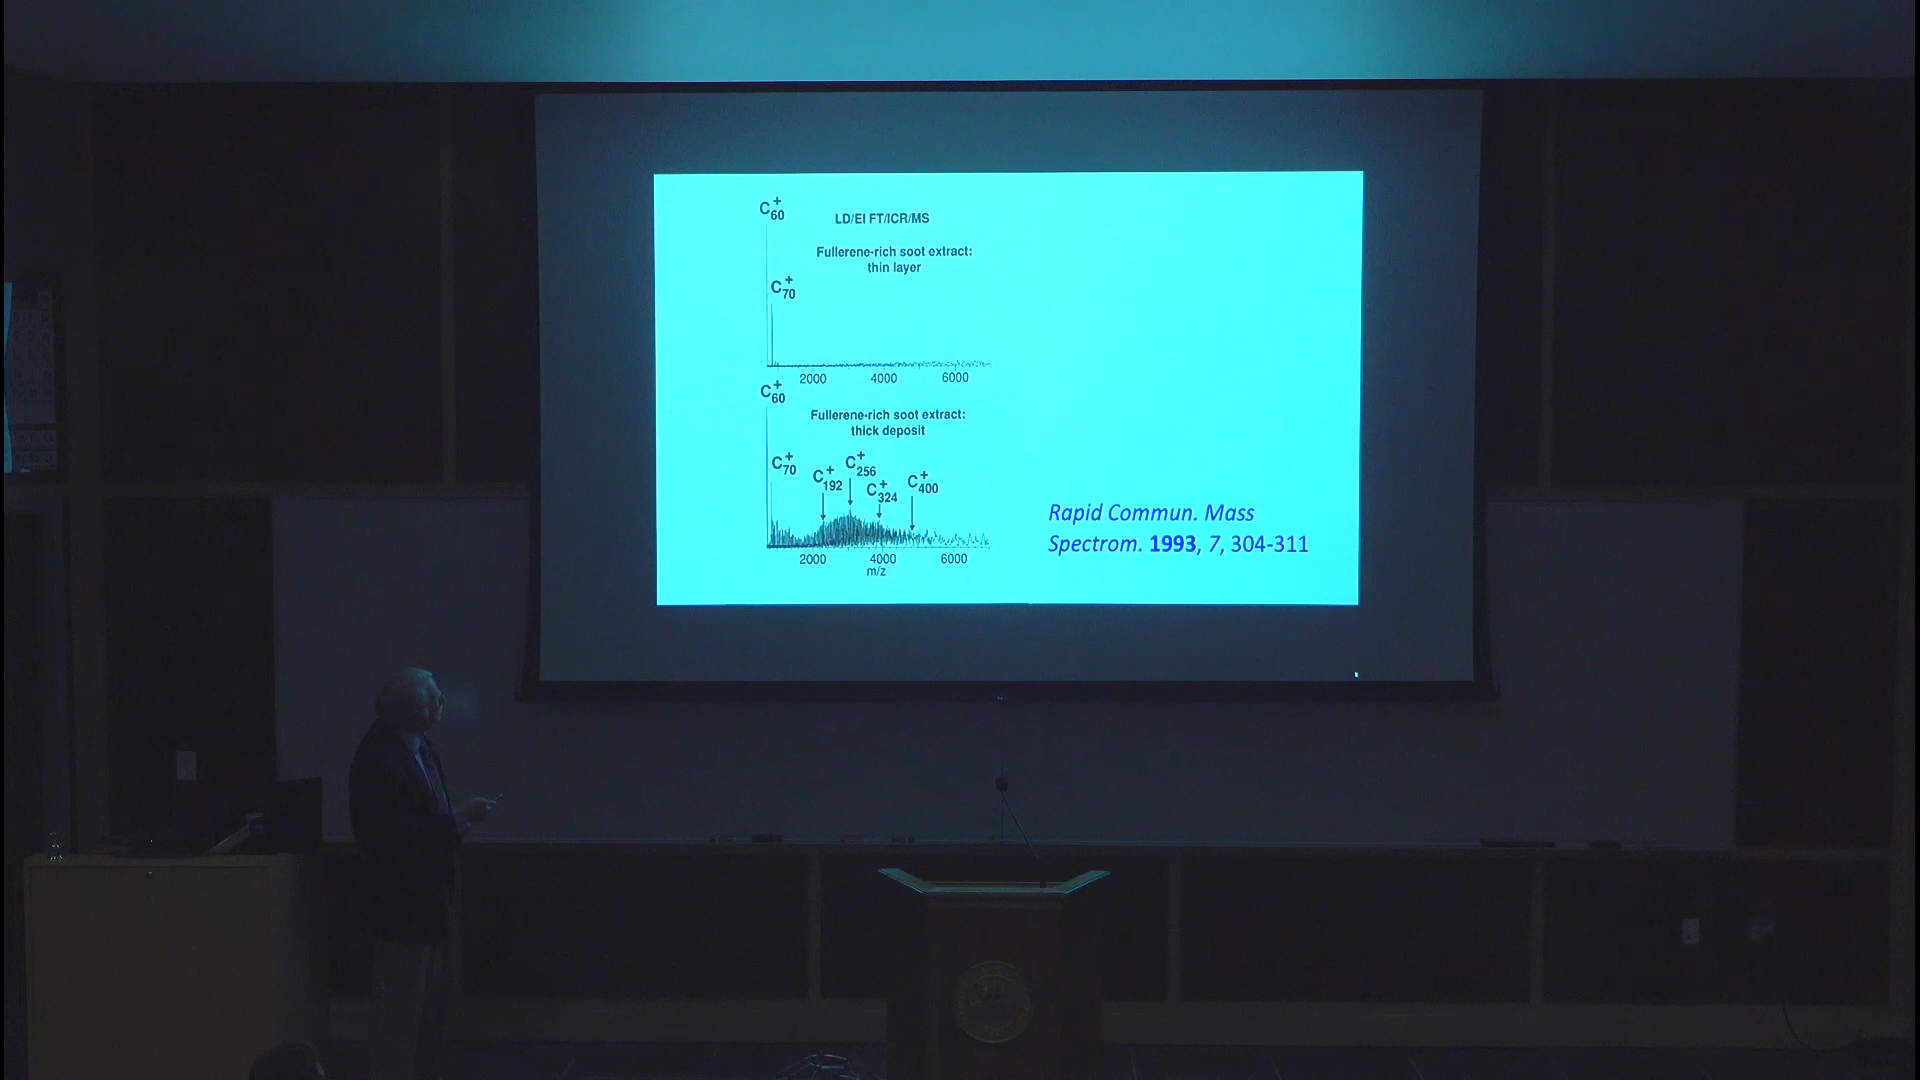 C60+
LD/EI FT/ICR/MS
Fullerene-rich soot extract:
thin layer
C70+
2000 4000 6000
C60+
Fullerene-rich soot extract:
thick deposit
C70+ C192+ C256+ C324+ C400+
2000 4000 6000
m/z
Rapid Commun. Mass
Spectrom. 1993, 7, 304-311